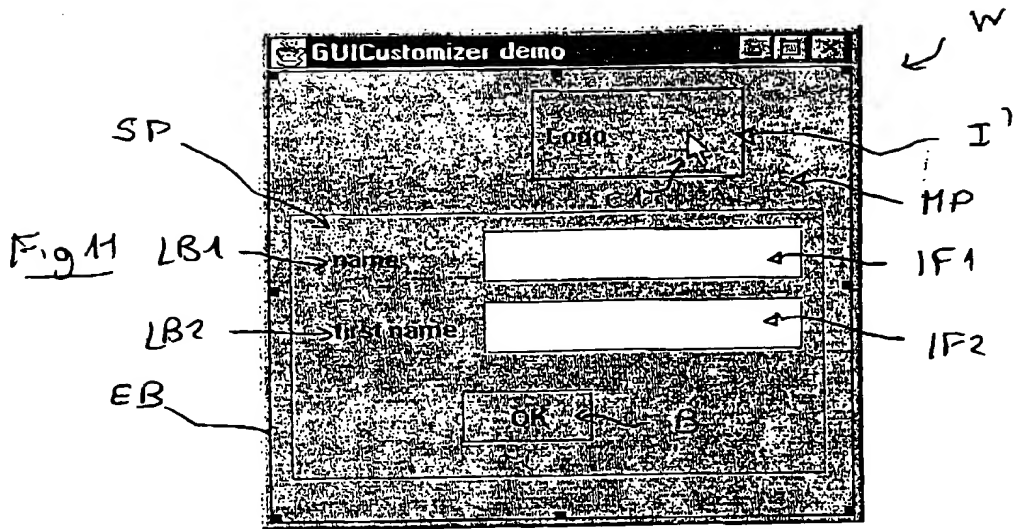 W
GUICustomizer demo
SP
Logo
I'
MP
Fig 11
LB1
name
IF1
LB2
first name
IF2
EB
OK
B